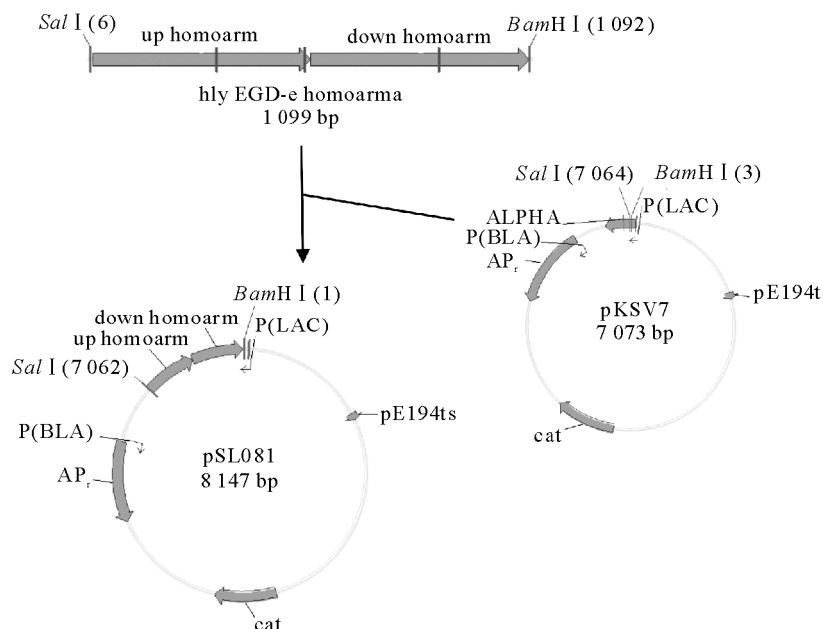 Sal I (6)
up homoarm
down homoarm
BamH I (1 092)
hly EGD-e homoarma
1 099 bp
Sal I (7 064)
BamH I (3)
ALPHA
P(LAC)
P(BLA)
APr
pE194t
pKSV7
7 073 bp
cat
BamH I (1)
down homoarm
P(LAC)
up homoarm
Sal I (7 062)
pE194ts
P(BLA)
APr
pSL081
8 147 bp
cat